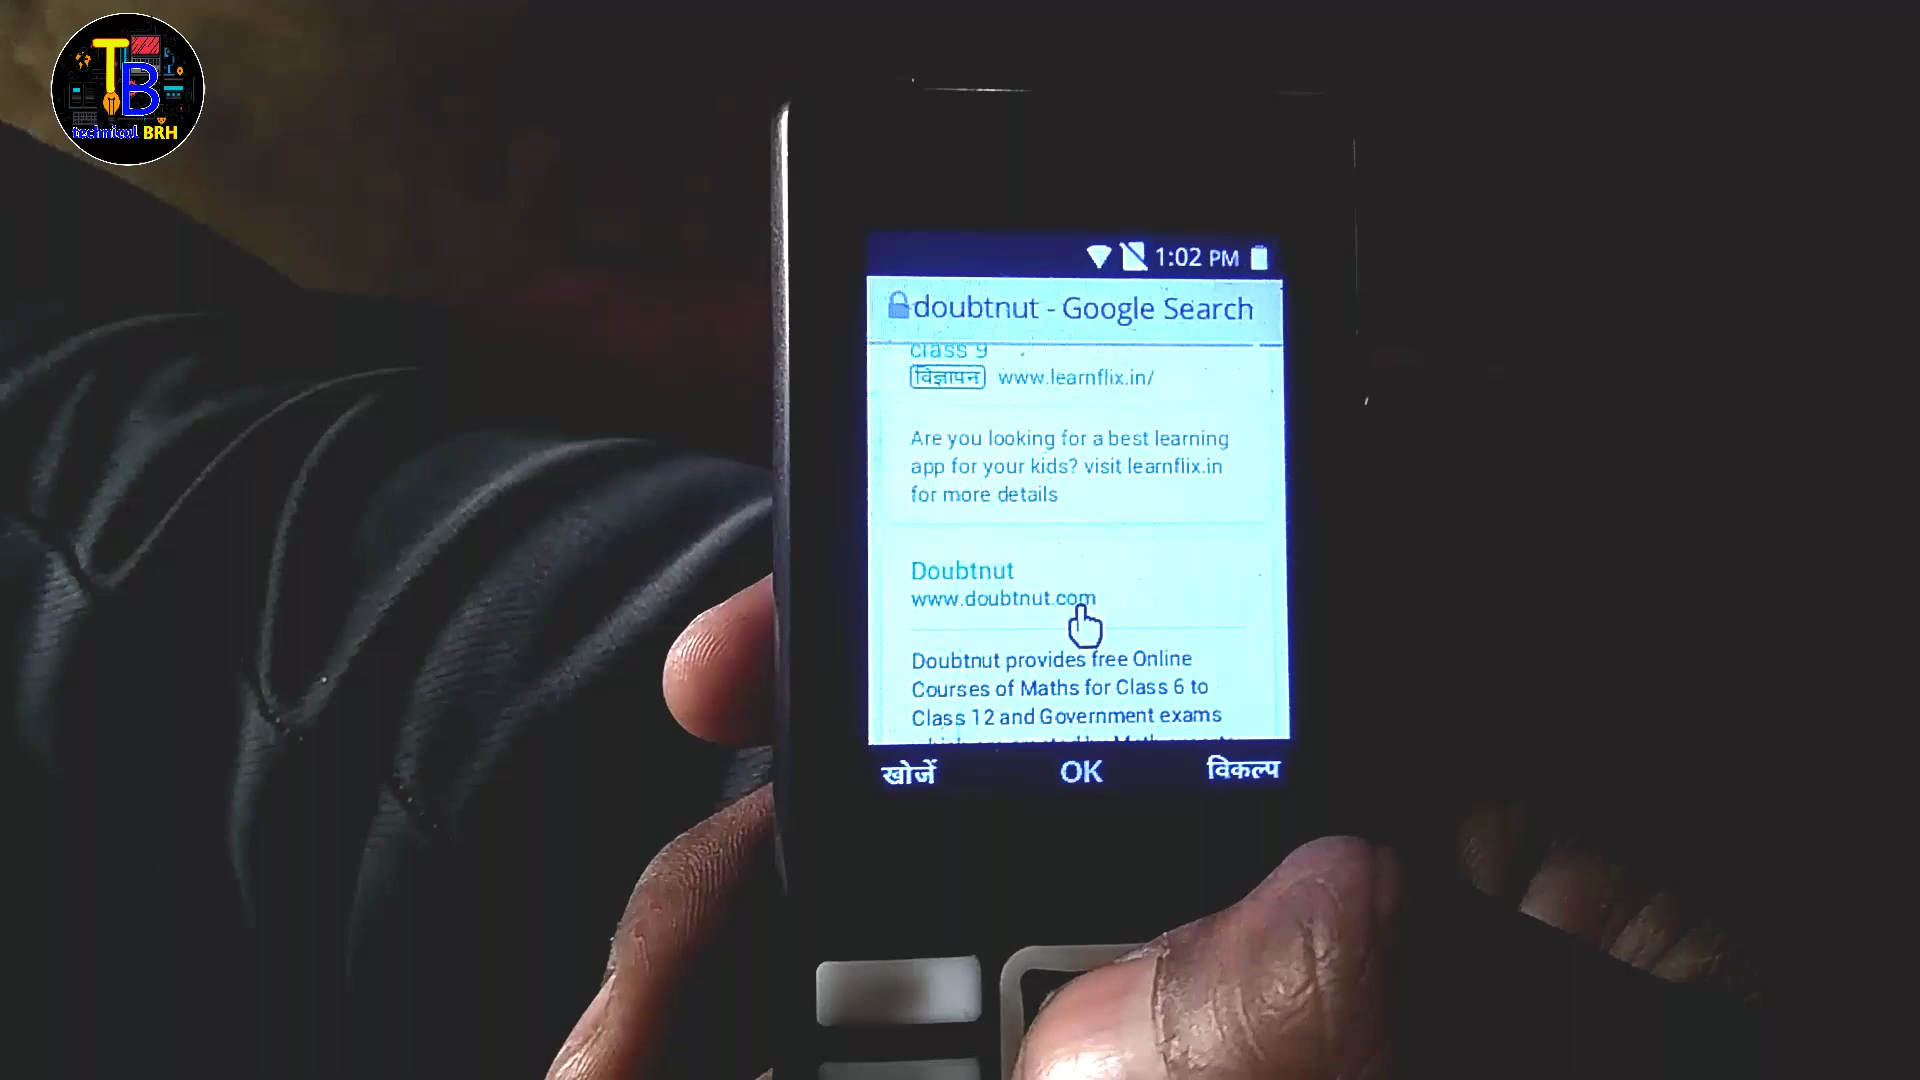 TB
technical BRH
1:02 PM
doubtnut - Google Search
class 9
विज्ञापन www.learnflix.in/
Are you looking for a best learning
app for your kids? visit learnflix.in
for more details
Doubtnut
www.doubtnut.com
Doubtnut provides free Online
Courses of Maths for Class 6 to
Class 12 and Government exams
खोजें OK विकल्प